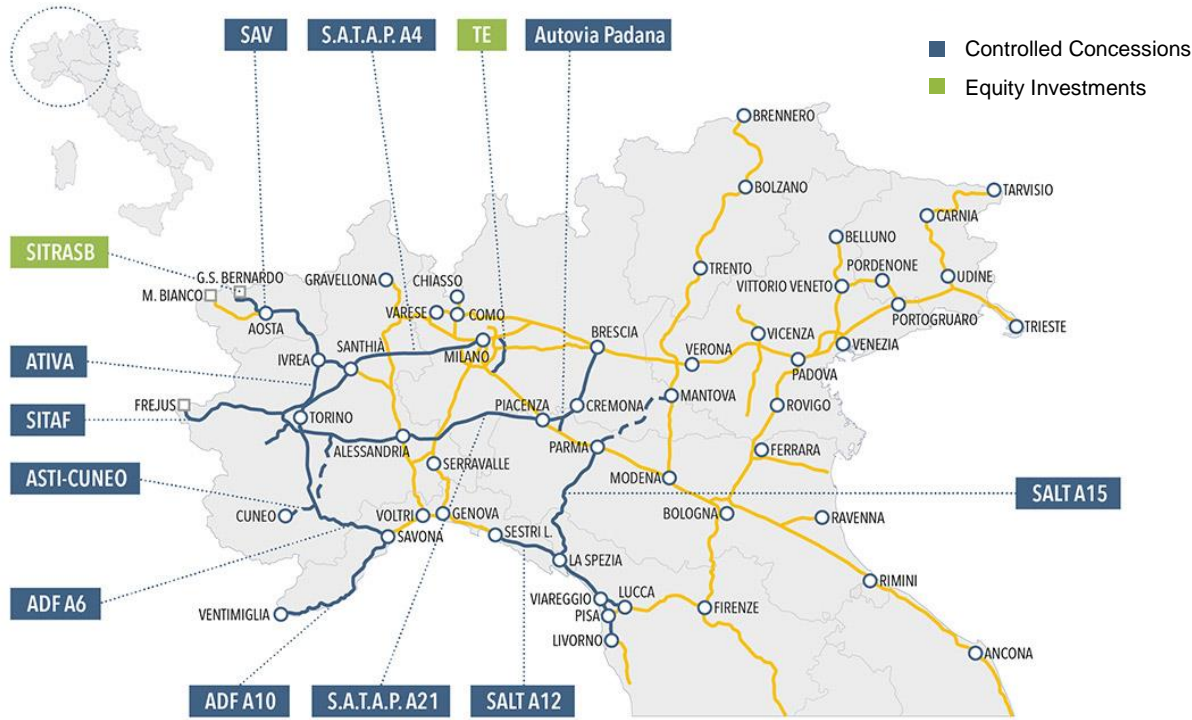 SAV
S.A.T.A.P. A4
TE
Autovia Padana
Controlled Concessions
Equity Investments
BRENNERO
BOLZANO
TARVISIO
CARNIA
BELLUNO
SITRASB
PORDENONE
TRENTO
G.S. BERNARDO
GRAVELLONA
CHIASSO
UDINE
VITTORIO VENETO
M. BIANCO
VARESE
COMO
PORTOGRUARO
AOSTA
TRIESTE
BRESCIA
VICENZA
SANTHIÀ
VENEZIA
IVREA
MILANO
VERONA
ATIVA
PADOVA
MANTOVA
FREJUS
PIACENZA
CREMONA
ROVIGO
SITAF
TORINO
PARMA
ALESSANDRIA
FERRARA
SERRAVALLE
MODENA
ASTI-CUNEO
SALT A15
CUNEO
VOLTRI
GENOVA
BOLOGNA
RAVENNA
SAVONA
SESTRI L.
LA SPEZIA
RIMINI
ADF A6
VIAREGGIO
LUCCA
VENTIMIGLIA
PISA
FIRENZE
LIVORNO
ANCONA
ADF A10
S.A.T.A.P. A21
SALT A12